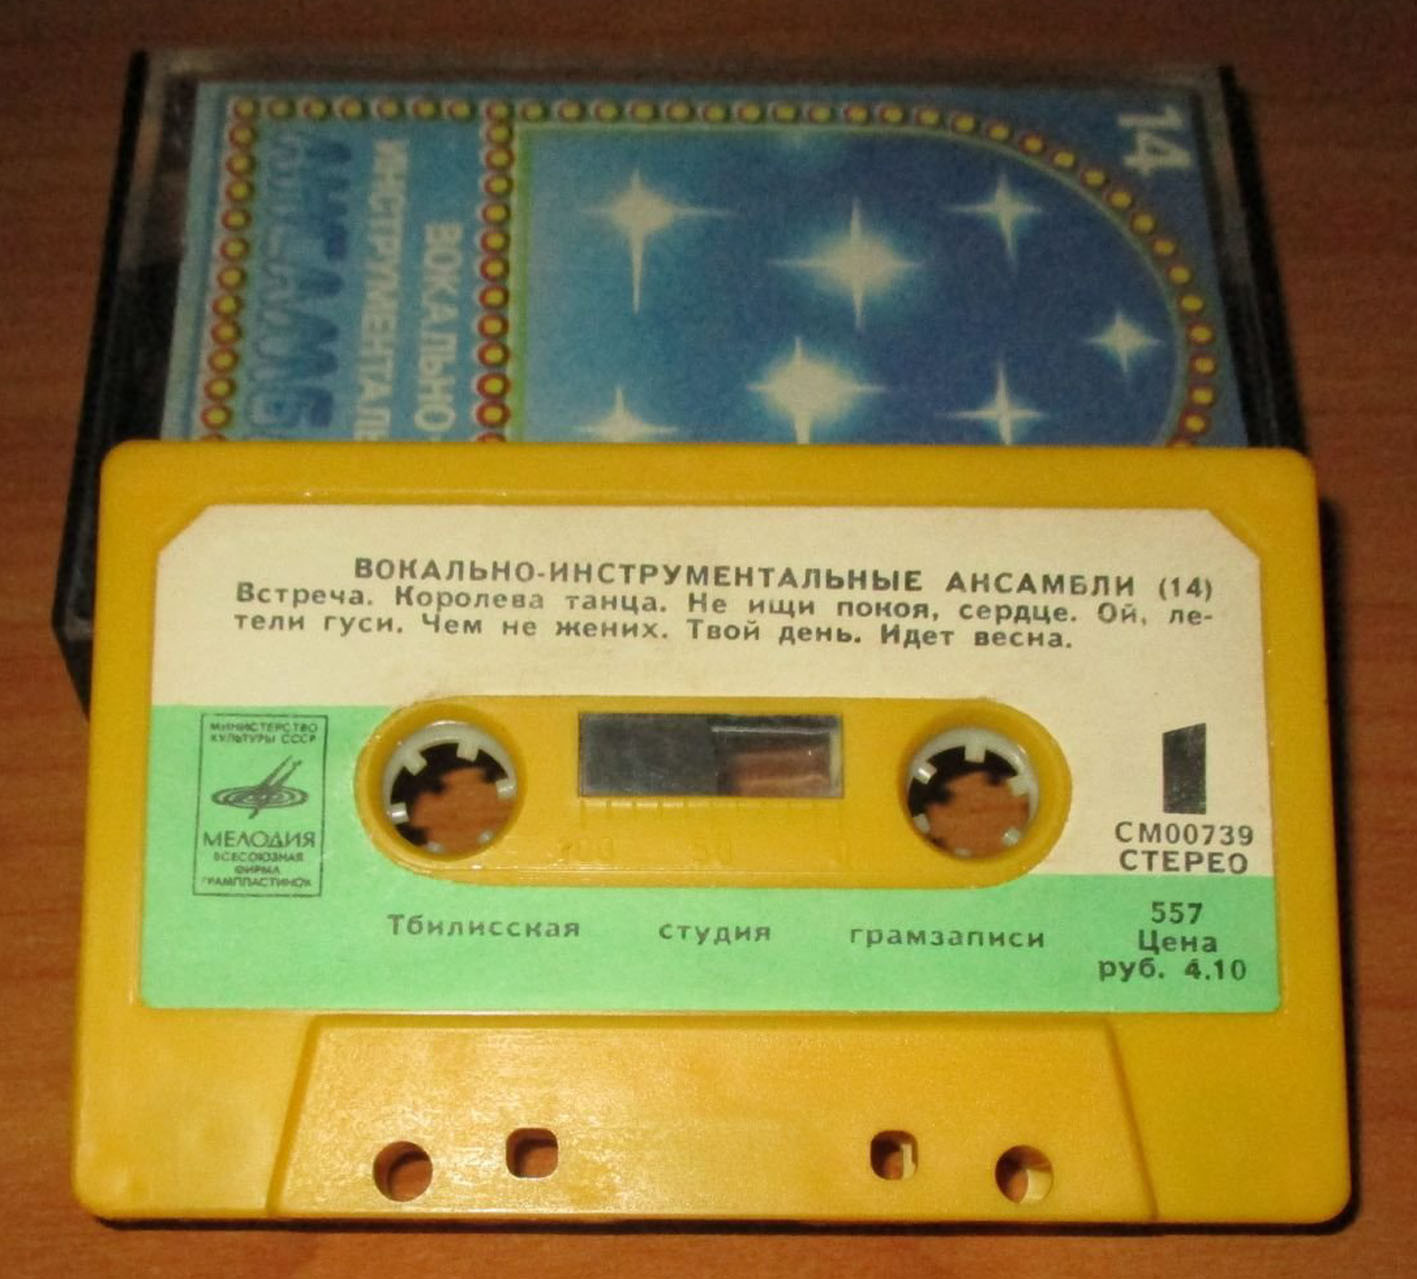 14
ВОКАЛЬНО-
ИНСТРУМЕНТАЛЬ
АНСАМБ
ВОКАЛЬНО-ИНСТРУМЕНТАЛЬНЫЕ АНСАМБЛИ (14)
Встреча. Королева танца. Не ищи покоя, сердце. Ой, ле-
тели гуси. Чем не жених. Твой день. Идет весна.
МИНИСТЕРСТВО
КУЛЬТУРЫ СССР
МЕЛОДИЯ
ВСЕСОЮЗНАЯ
ФИРМА
ГРАМПЛАСТИНОК
1
СМ00739
СТЕРЕО
Тбилисская студия грамзаписи
557
Цена
руб. 4.10